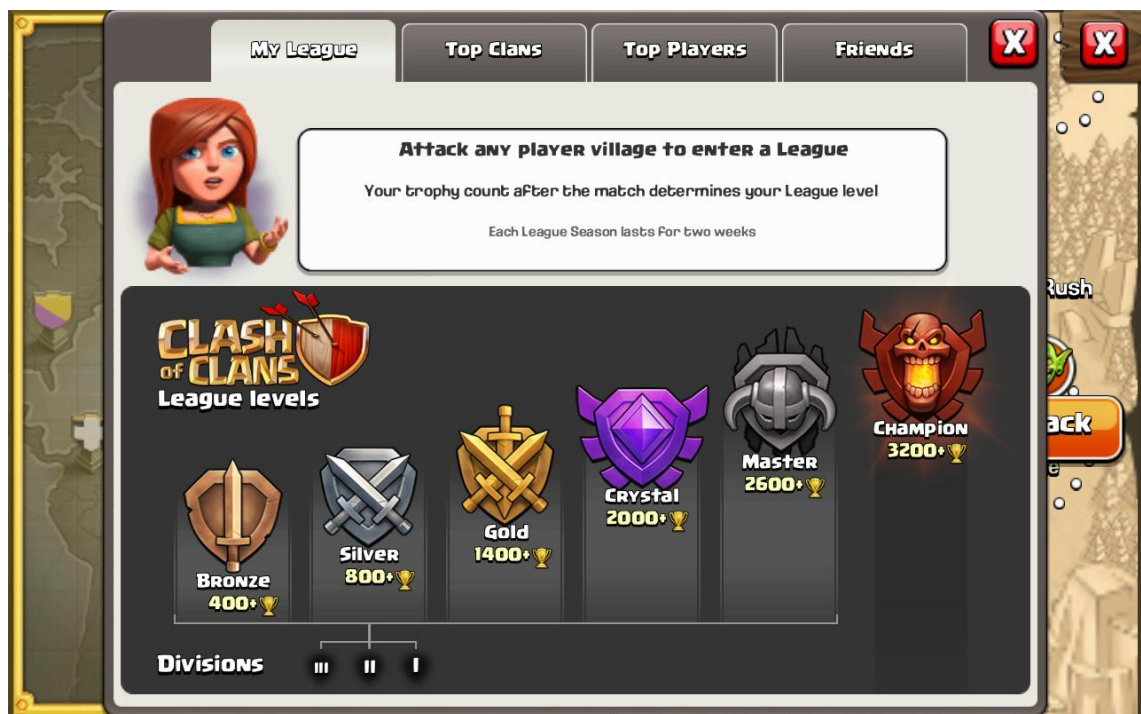 My League
Top Clans
Top Players
Friends
X
X
Attack any player village to enter a League
Your trophy count after the match determines your League level
Each League Season lasts for two weeks
Rush
CLASH
OF CLANS
League levels
Bronze
400+
Silver
800+
Gold
1400+
Crystal
2000+
Master
2600+
Champion
3200+
ack
e
Divisions
III
II
I